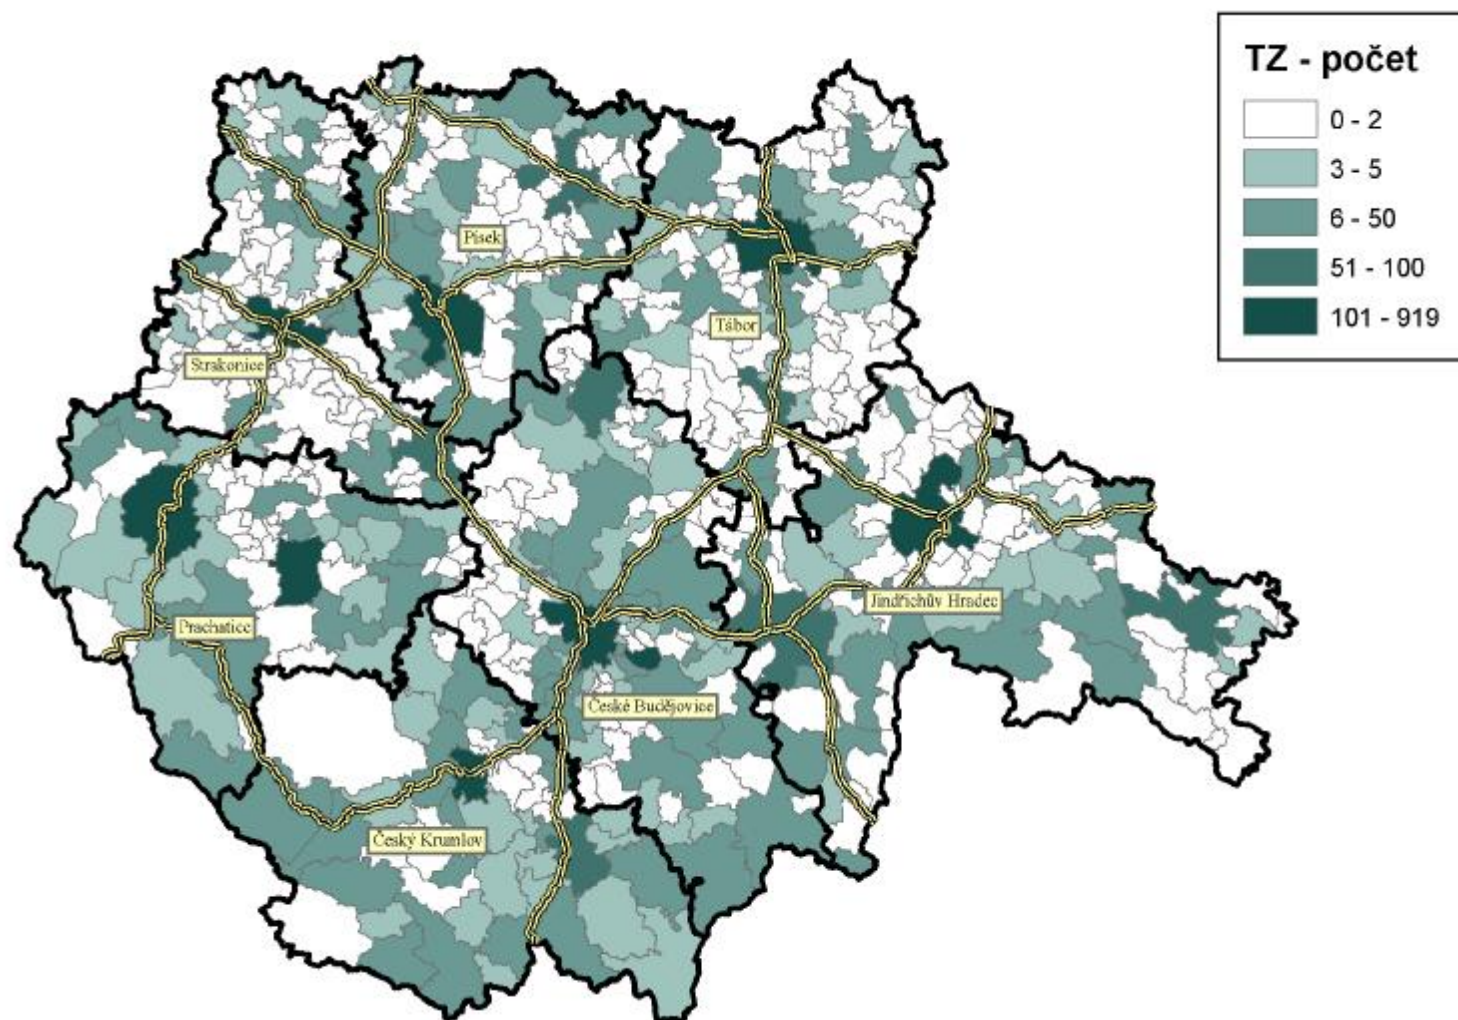 TZ - počet
0 - 2
3 - 5
6 - 50
51 - 100
101 - 919
Písek
Tábor
Strakonice
Jindřichův Hradec
Prachatice
České Budějovice
Český Krumlov